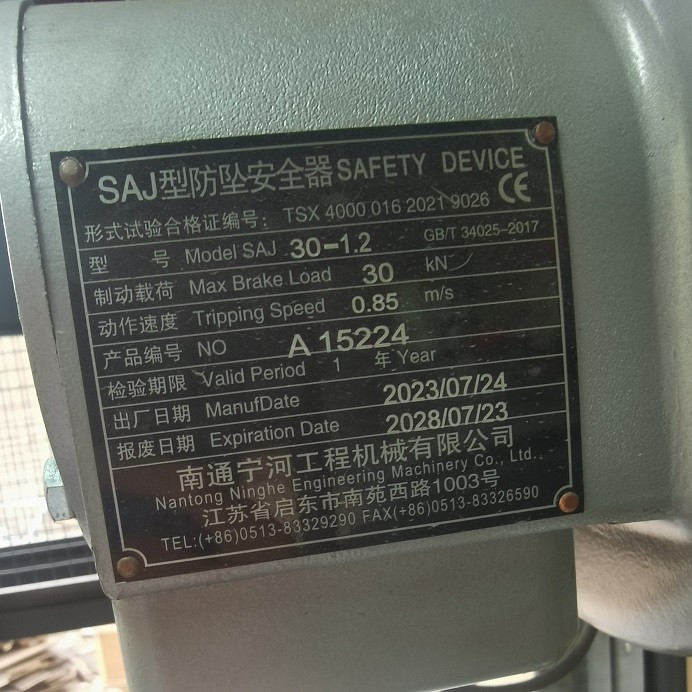 SAJ型防坠安全器 SAFETY DEVICE
形式试验合格证编号: TSX 4000 016 2021 9026 CE
型 号 Model SAJ 30-1.2 GB/T 34025-2017
制动载荷 Max Brake Load 30 kN
动作速度 Tripping Speed 0.85 m/s
产品编号 NO A 15224
检验期限 Valid Period 1 年 Year
出厂日期 ManufDate 2023/07/24
报废日期 Expiration Date 2028/07/23
南通宁河工程机械有限公司
Nantong Ninghe Engineering Machinery Co., Ltd.
江苏省启东市南苑西路1003号
TEL:(+86)0513-83329290 FAX(+86)0513-83326590